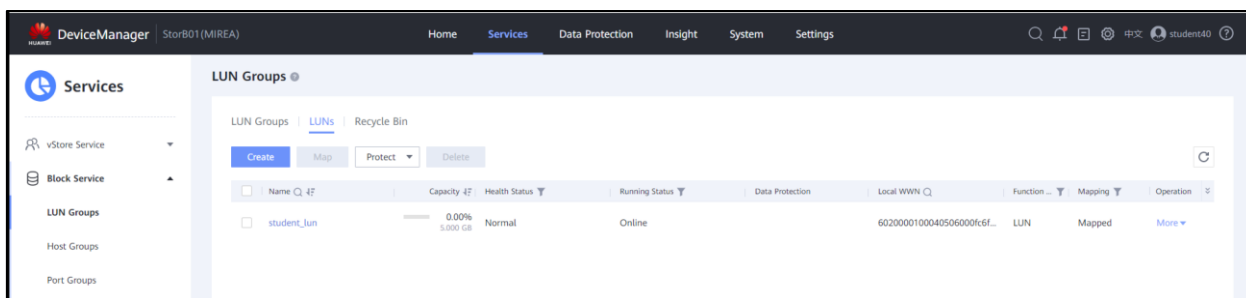 HUAWEI DeviceManager StorB01(MIREA) Home Services Data Protection Insight System Settings 中文 student40
Services
LUN Groups
LUN Groups LUNs Recycle Bin
vStore Service
Create Map Protect Delete
Block Service
Name Capacity Health Status Running Status Data Protection Local WWN Function ... Mapping Operation
LUN Groups
student_lun 0.00% Normal Online 6020000100040506000fc6f... LUN Mapped More
5.000 GB
Host Groups
Port Groups